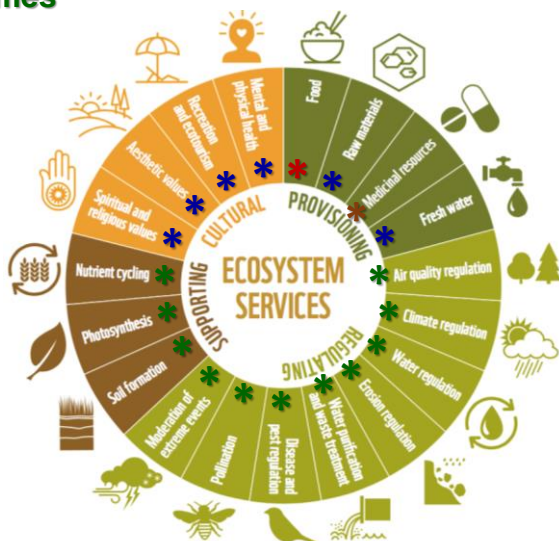 Mental and
physical health
Food
Raw materials
Medicinal resources
Fresh water
Air quality regulation
Climate regulation
Water regulation
Erosion regulation
Water purification
and waste treatment
Disease and
pest regulation
Pollination
Moderation of
extreme events
Soil formation
Photosynthesis
Nutrient cycling
Spiritual and
religious values
Aesthetic values
Recreation
and ecotourism
CULTURAL
PROVISIONING
REGULATING
SUPPORTING
ECOSYSTEM
SERVICES